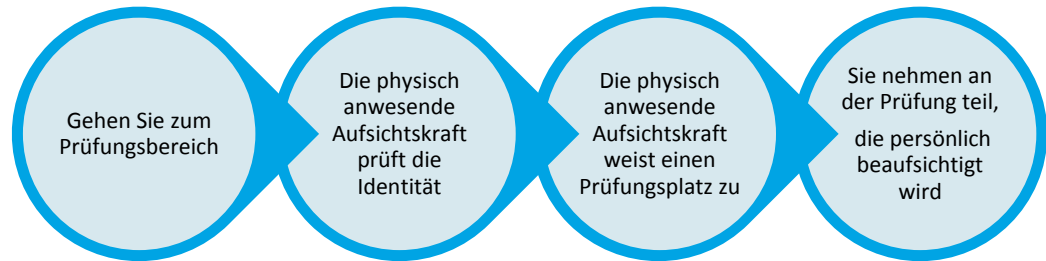 Gehen Sie zum
Prüfungsbereich
Die physisch
anwesende
Aufsichtskraft
prüft die
Identität
Die physisch
anwesende
Aufsichtskraft
weist einen
Prüfungsplatz zu
Sie nehmen an
der Prüfung teil,
die persönlich
beaufsichtigt
wird